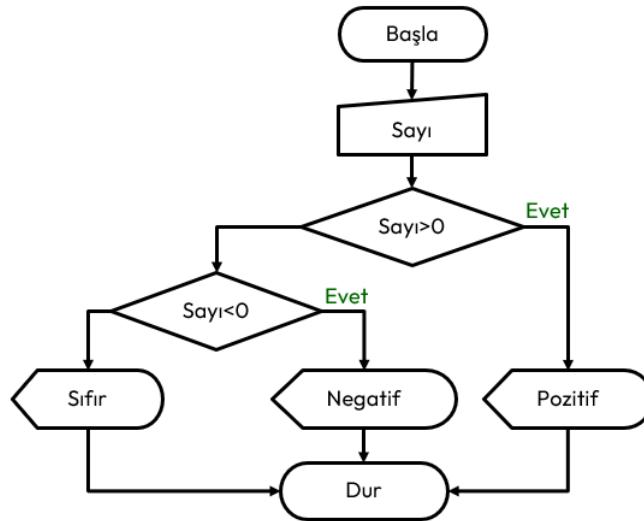 Başla
Sayı
Sayı>0
Evet
Sayı<0
Evet
Sıfır
Negatif
Pozitif
Dur